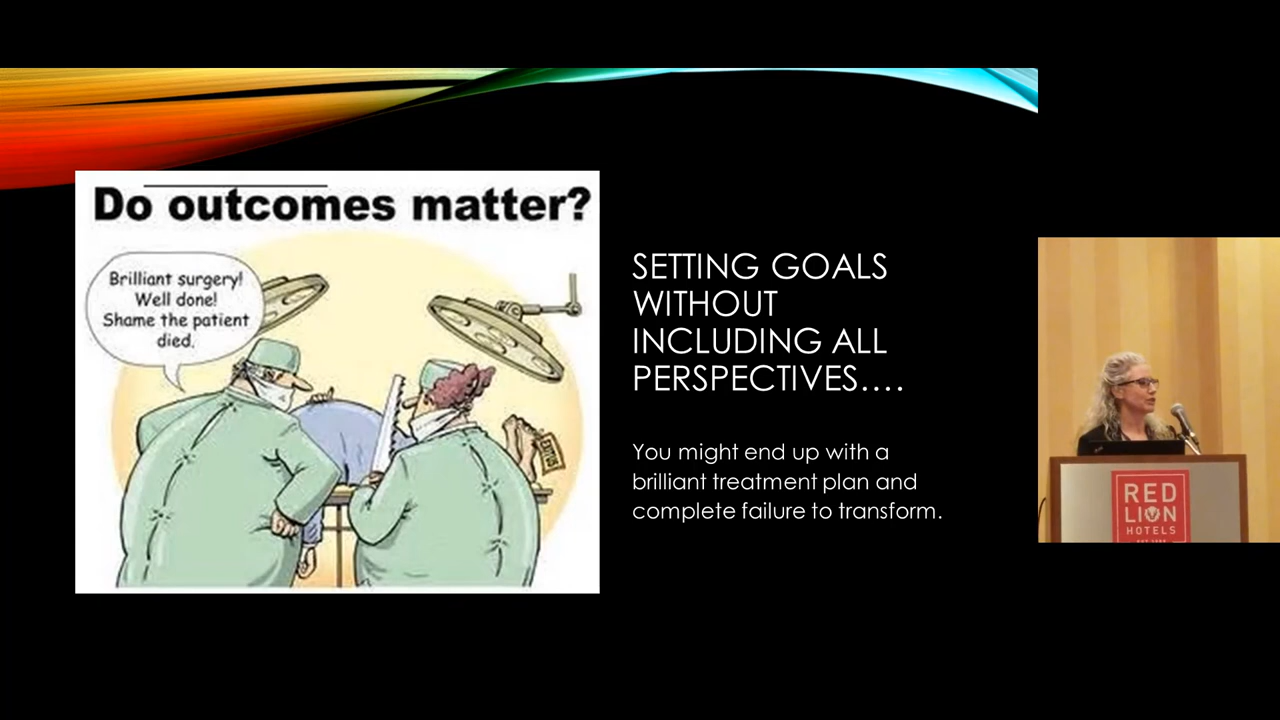 Do outcomes matter?
Brilliant surgery!
Well done!
Shame the patient
died.
EXITUS
SETTING GOALS
WITHOUT
INCLUDING ALL
PERSPECTIVES....
You might end up with a
brilliant treatment plan and
complete failure to transform.
RED
LION
HOTELS